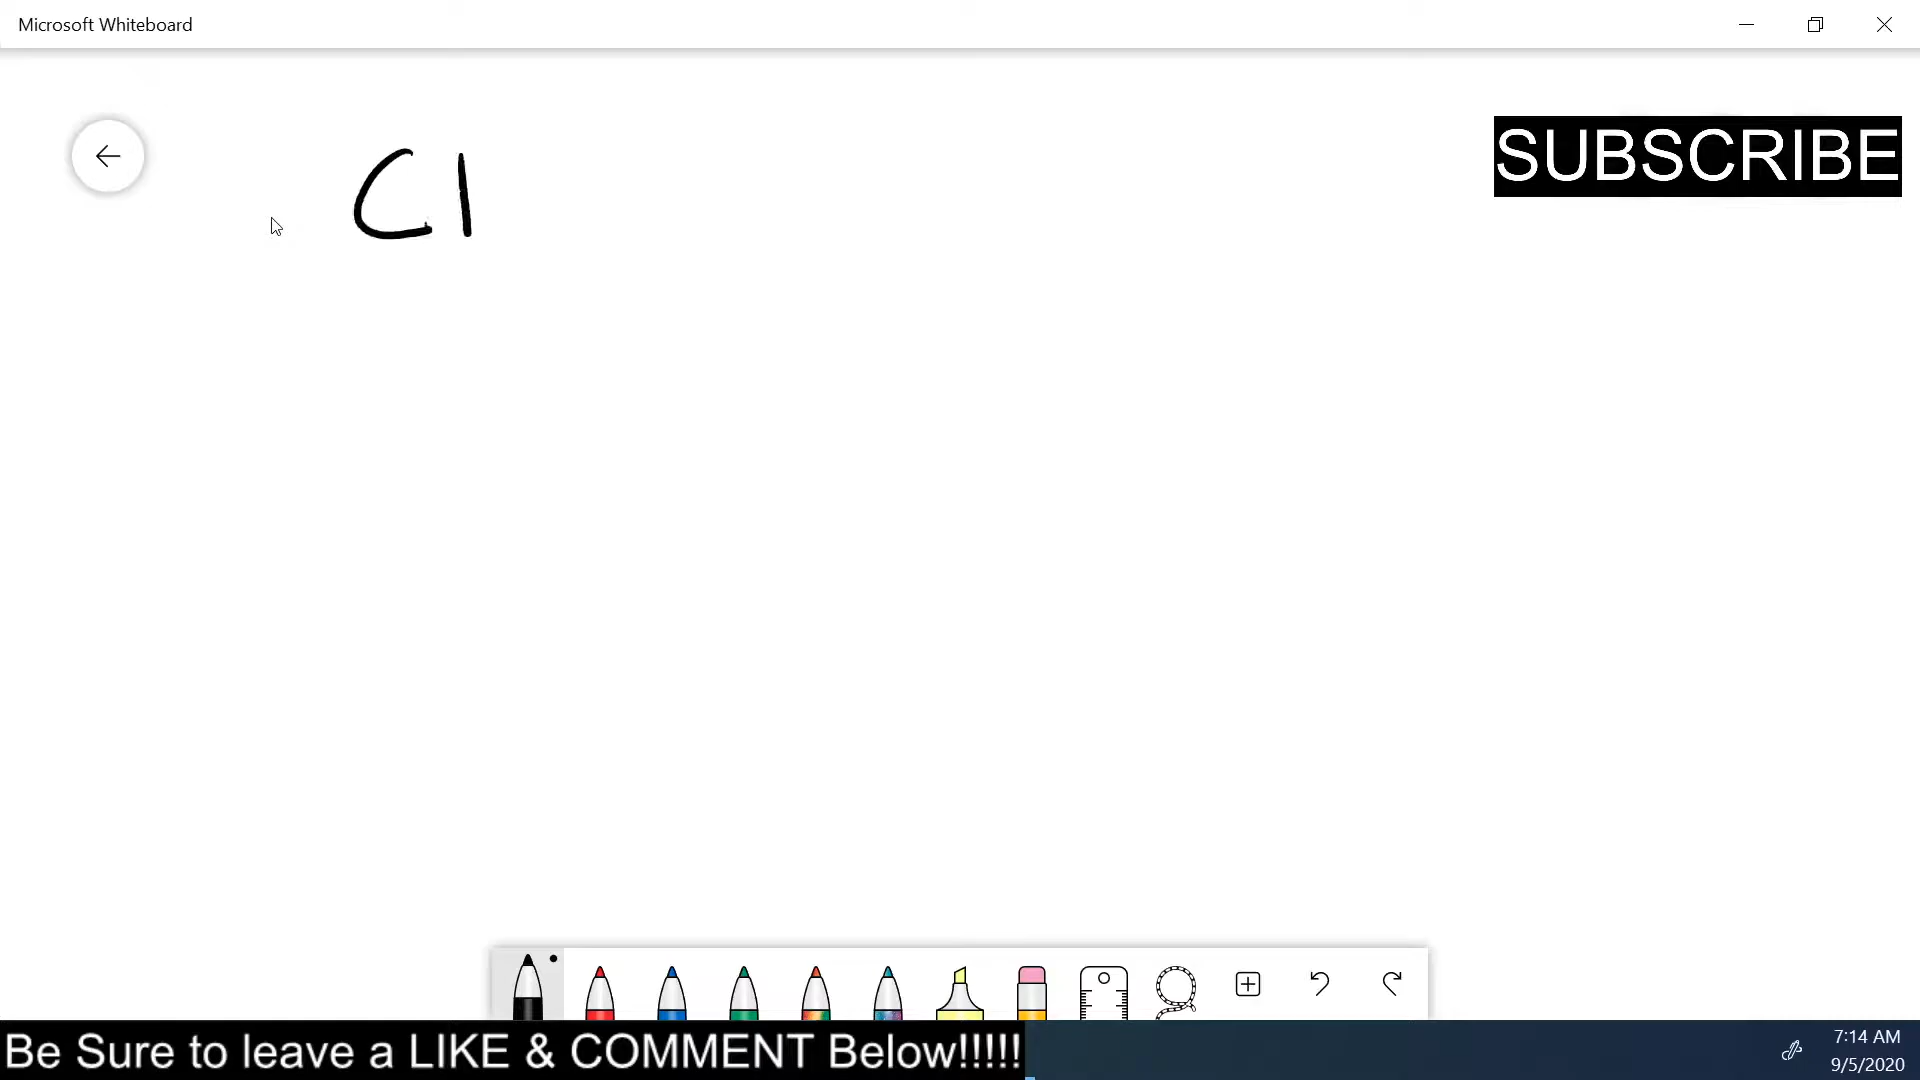 Microsoft Whiteboard
SUBSCRIBE
Cl
Be Sure to leave a LIKE & COMMENT Below!!!!!
7:14 AM
9/5/2020